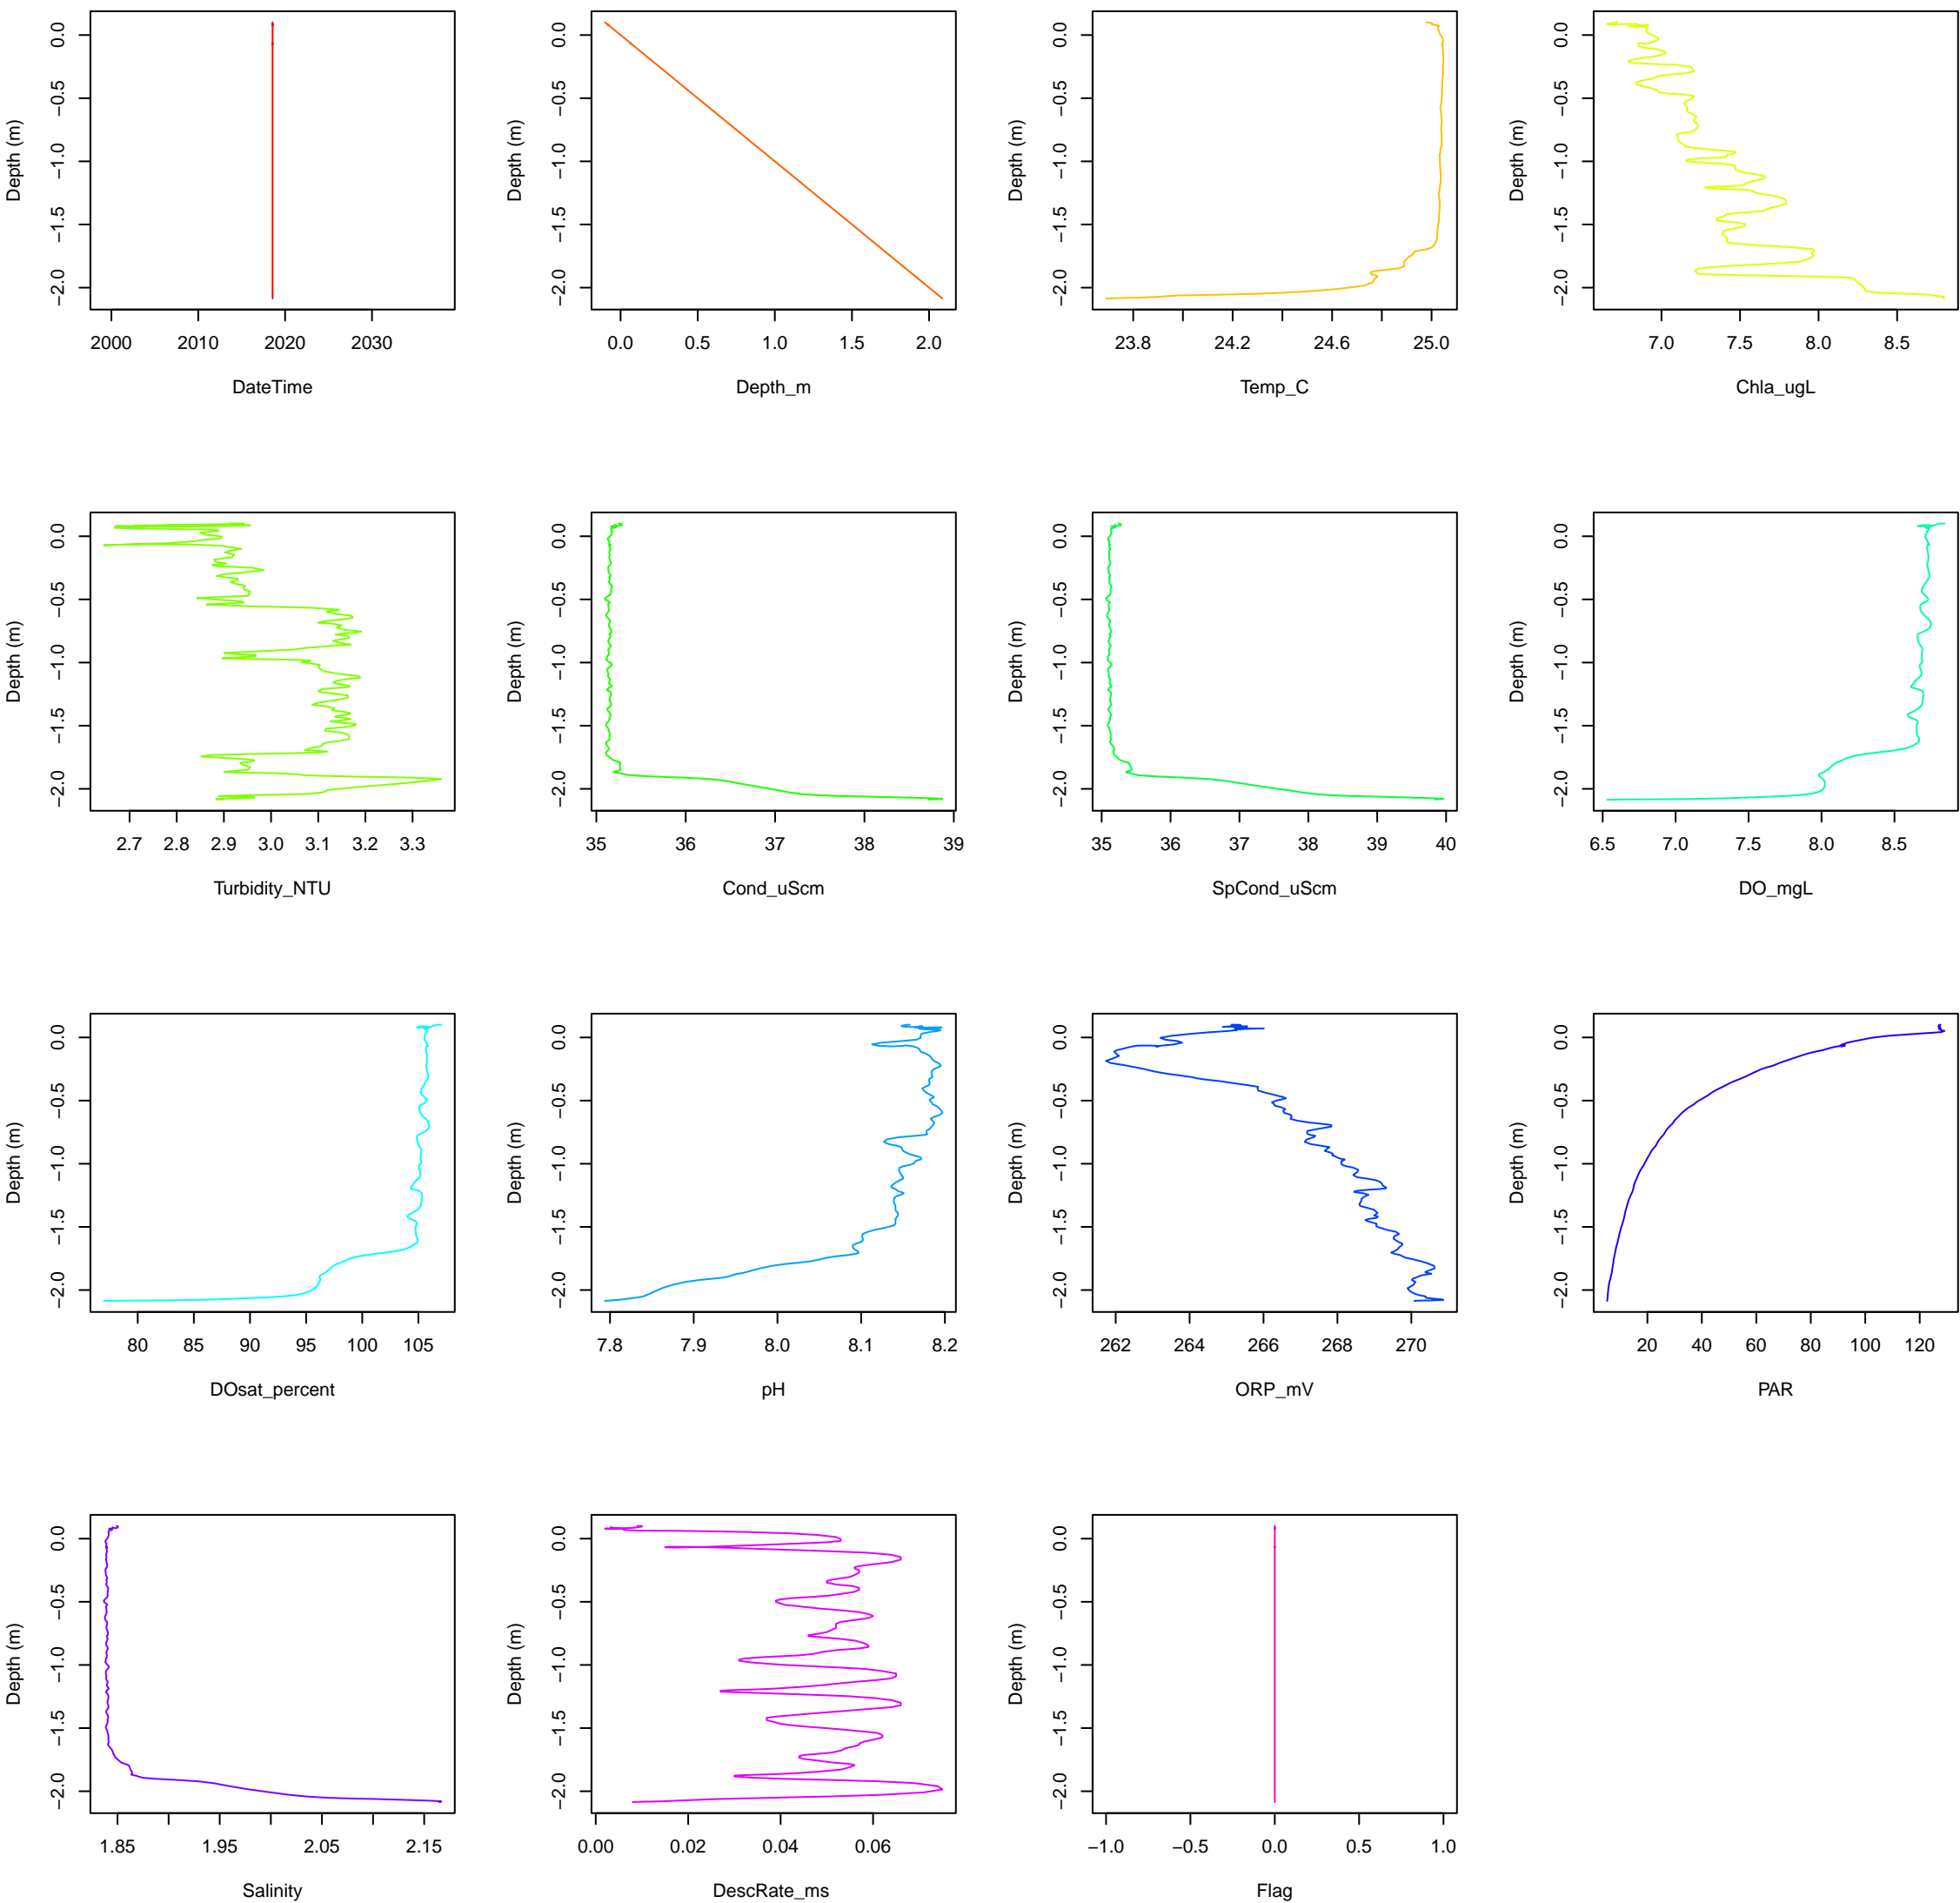 0.0 0.0 0.0 0.0
−0.5 −0.5 −0.5 −0.5
Depth (m) Depth (m) Depth (m) Depth (m)
−1.0 −1.0 −1.0 −1.0
−1.5 −1.5 −1.5 −1.5
−2.0 −2.0 −2.0 −2.0
2000 2010 2020 2030 0.0 0.5 1.0 1.5 2.0 23.8 24.2 24.6 25.0 7.0 7.5 8.0 8.5
DateTime Depth_m Temp_C Chla_ugL
0.0 0.0 0.0 0.0
−0.5 −0.5 −0.5 −0.5
Depth (m) Depth (m) Depth (m) Depth (m)
−1.0 −1.0 −1.0 −1.0
−1.5 −1.5 −1.5 −1.5
−2.0 −2.0 −2.0 −2.0
2.7 2.8 2.9 3.0 3.1 3.2 3.3 35 36 37 38 39 35 36 37 38 39 40 6.5 7.0 7.5 8.0 8.5
Turbidity_NTU Cond_uScm SpCond_uScm DO_mgL
0.0 0.0 0.0 0.0
−0.5 −0.5 −0.5 −0.5
Depth (m) Depth (m) Depth (m) Depth (m)
−1.0 −1.0 −1.0 −1.0
−1.5 −1.5 −1.5 −1.5
−2.0 −2.0 −2.0 −2.0
80 85 90 95 100 105 7.8 7.9 8.0 8.1 8.2 262 264 266 268 270 20 40 60 80 100 120
DOsat_percent pH ORP_mV PAR
0.0 0.0 0.0
−0.5 −0.5 −0.5
Depth (m) Depth (m) Depth (m)
−1.0 −1.0 −1.0
−1.5 −1.5 −1.5
−2.0 −2.0 −2.0
1.85 1.95 2.05 2.15 0.00 0.02 0.04 0.06 −1.0 −0.5 0.0 0.5 1.0
Salinity DescRate_ms Flag